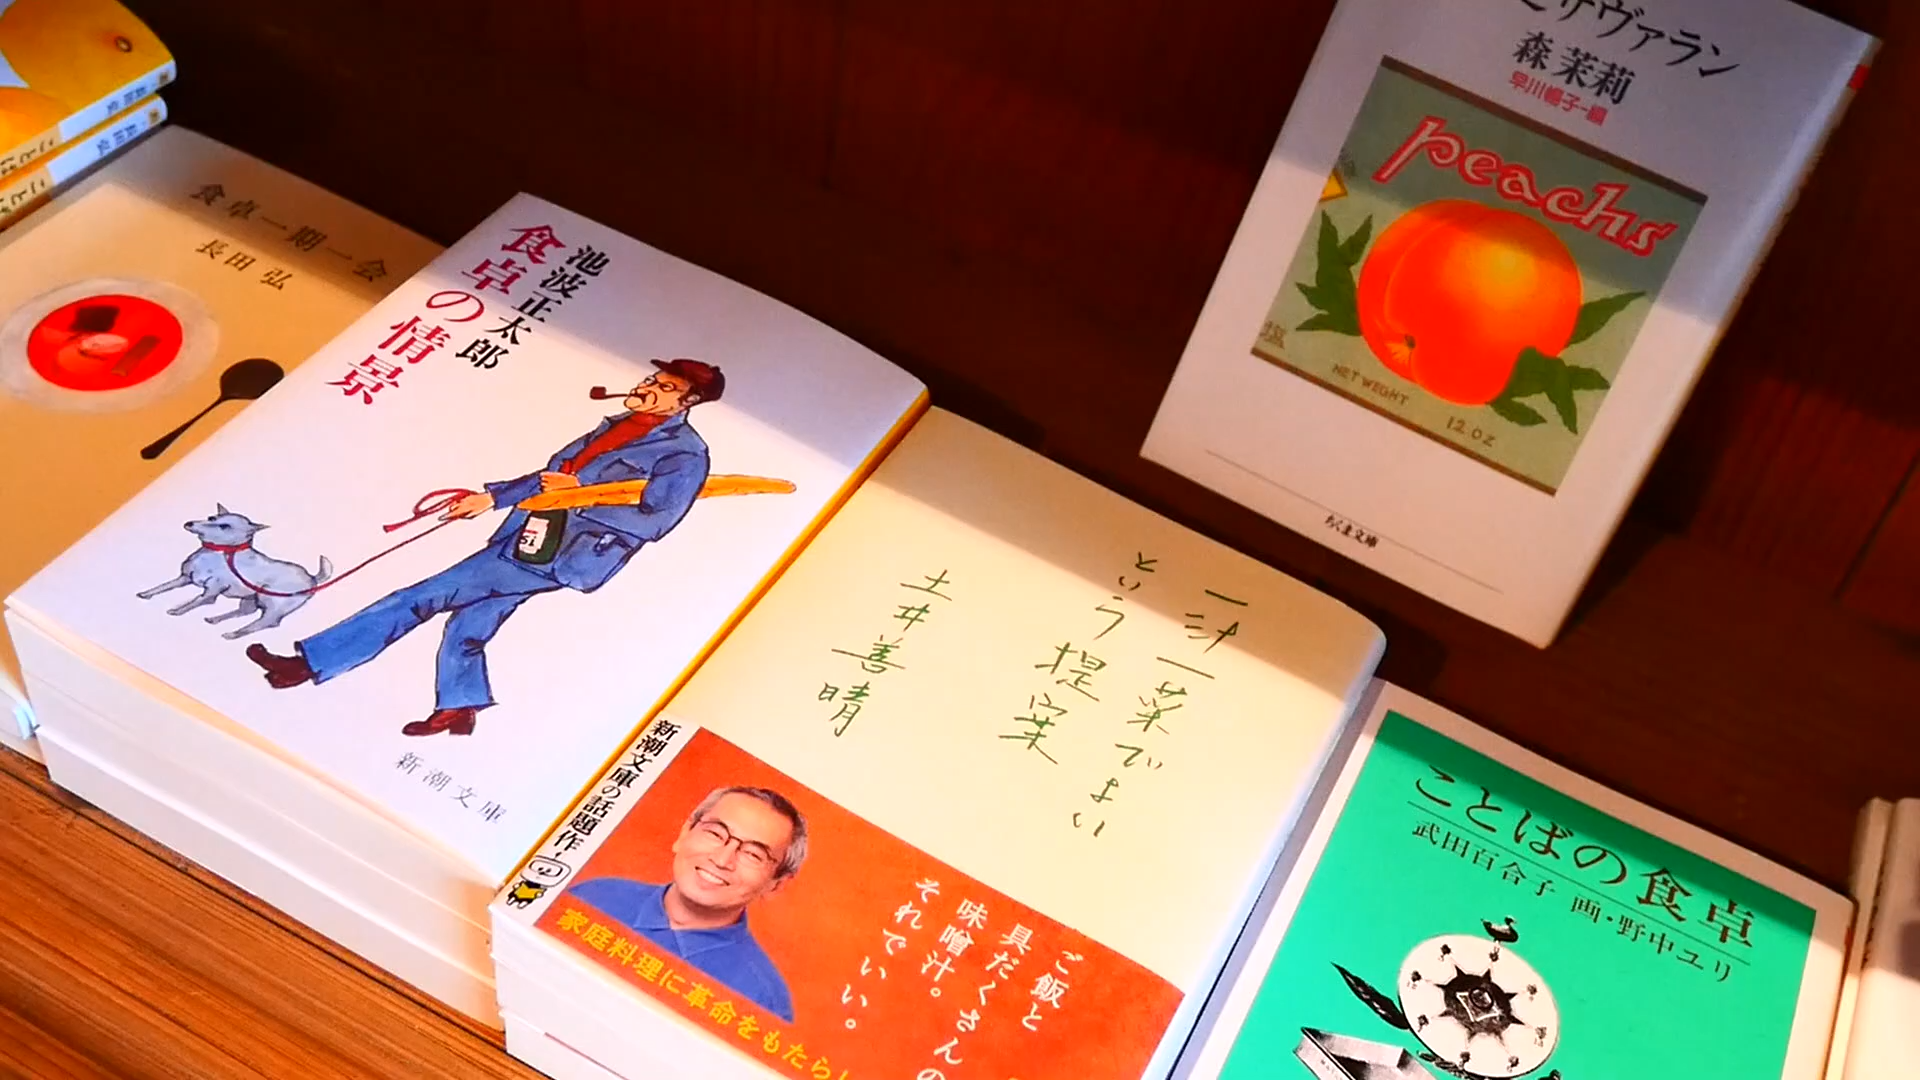 食卓一期一会
長田弘
池波正太郎
食卓の情景
新潮文庫
一汁一菜でよい
という提案
土井善晴
新潮文庫の話題作!
ご飯と
具だくさんの
味噌汁。
それでいい。
家庭料理に革命をもたら
サヴァラン
森茉莉
早川暢子=編
peachs
NET WEIGHT
12.OZ
ちくま文庫
ことばの食卓
武田百合子 画・野中ユリ